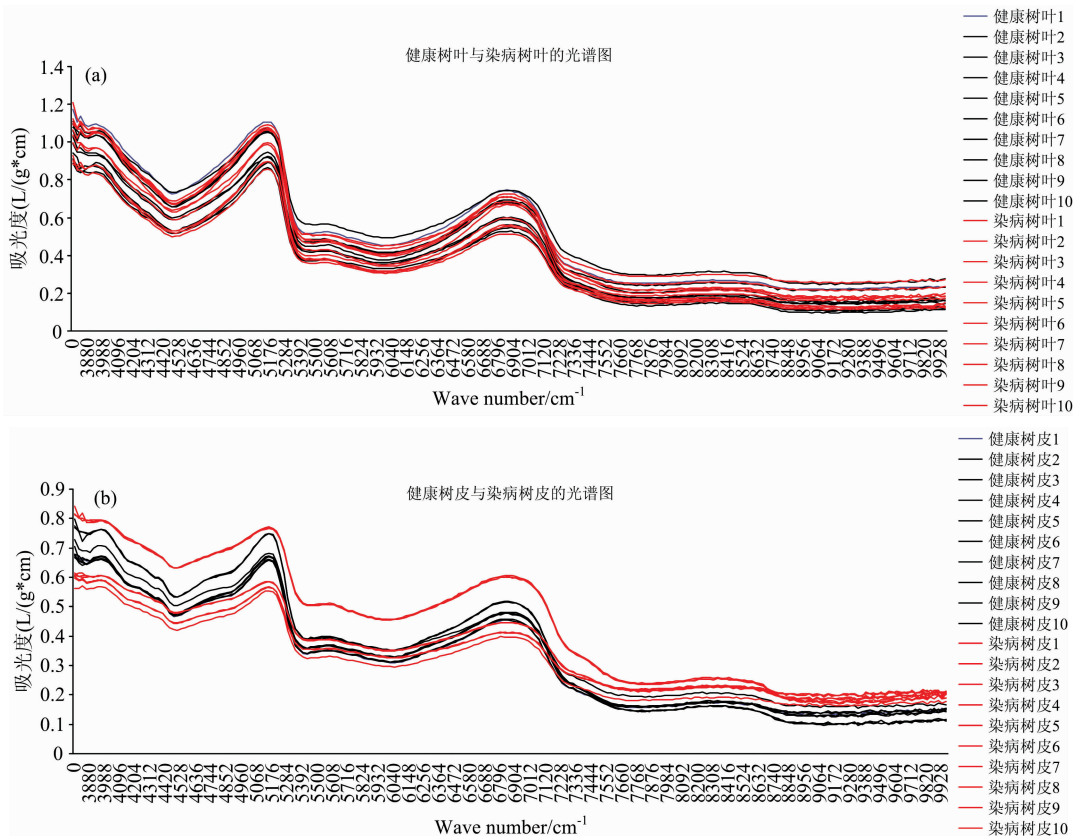 健康树叶与染病树叶的光谱图
(a)
吸光度(L/(g*cm)
1.4
1.2
1.0
0.8
0.6
0.4
0.2
0
0 3880 3988 4096 4204 4312 4420 4528 4636 4744 4852 4960 5068 5176 5284 5392 5500 5608 5716 5824 5932 6040 6148 6256 6364 6472 6580 6688 6796 6904 7012 7120 7228 7336 7444 7552 7660 7768 7876 7984 8092 8200 8308 8416 8524 8632 8740 8848 8956 9064 9172 9280 9388 9496 9604 9712 9820 9928
Wave number/cm⁻¹
健康树叶1
健康树叶2
健康树叶3
健康树叶4
健康树叶5
健康树叶6
健康树叶7
健康树叶8
健康树叶9
健康树叶10
染病树叶1
染病树叶2
染病树叶3
染病树叶4
染病树叶5
染病树叶6
染病树叶7
染病树叶8
染病树叶9
染病树叶10
健康树皮与染病树皮的光谱图
(b)
吸光度(L/(g*cm)
0.9
0.8
0.7
0.6
0.5
0.4
0.3
0.2
0.1
0
0 3880 3988 4096 4204 4312 4420 4528 4636 4744 4852 4960 5068 5176 5284 5392 5500 5608 5716 5824 5932 6040 6148 6256 6364 6472 6580 6688 6796 6904 7012 7120 7228 7336 7444 7552 7660 7768 7876 7984 8092 8200 8308 8416 8524 8632 8740 8848 8956 9064 9172 9280 9388 9496 9604 9712 9820 9928
Wave number/cm⁻¹
健康树皮1
健康树皮2
健康树皮3
健康树皮4
健康树皮5
健康树皮6
健康树皮7
健康树皮8
健康树皮9
健康树皮10
染病树皮1
染病树皮2
染病树皮3
染病树皮4
染病树皮5
染病树皮6
染病树皮7
染病树皮8
染病树皮9
染病树皮10